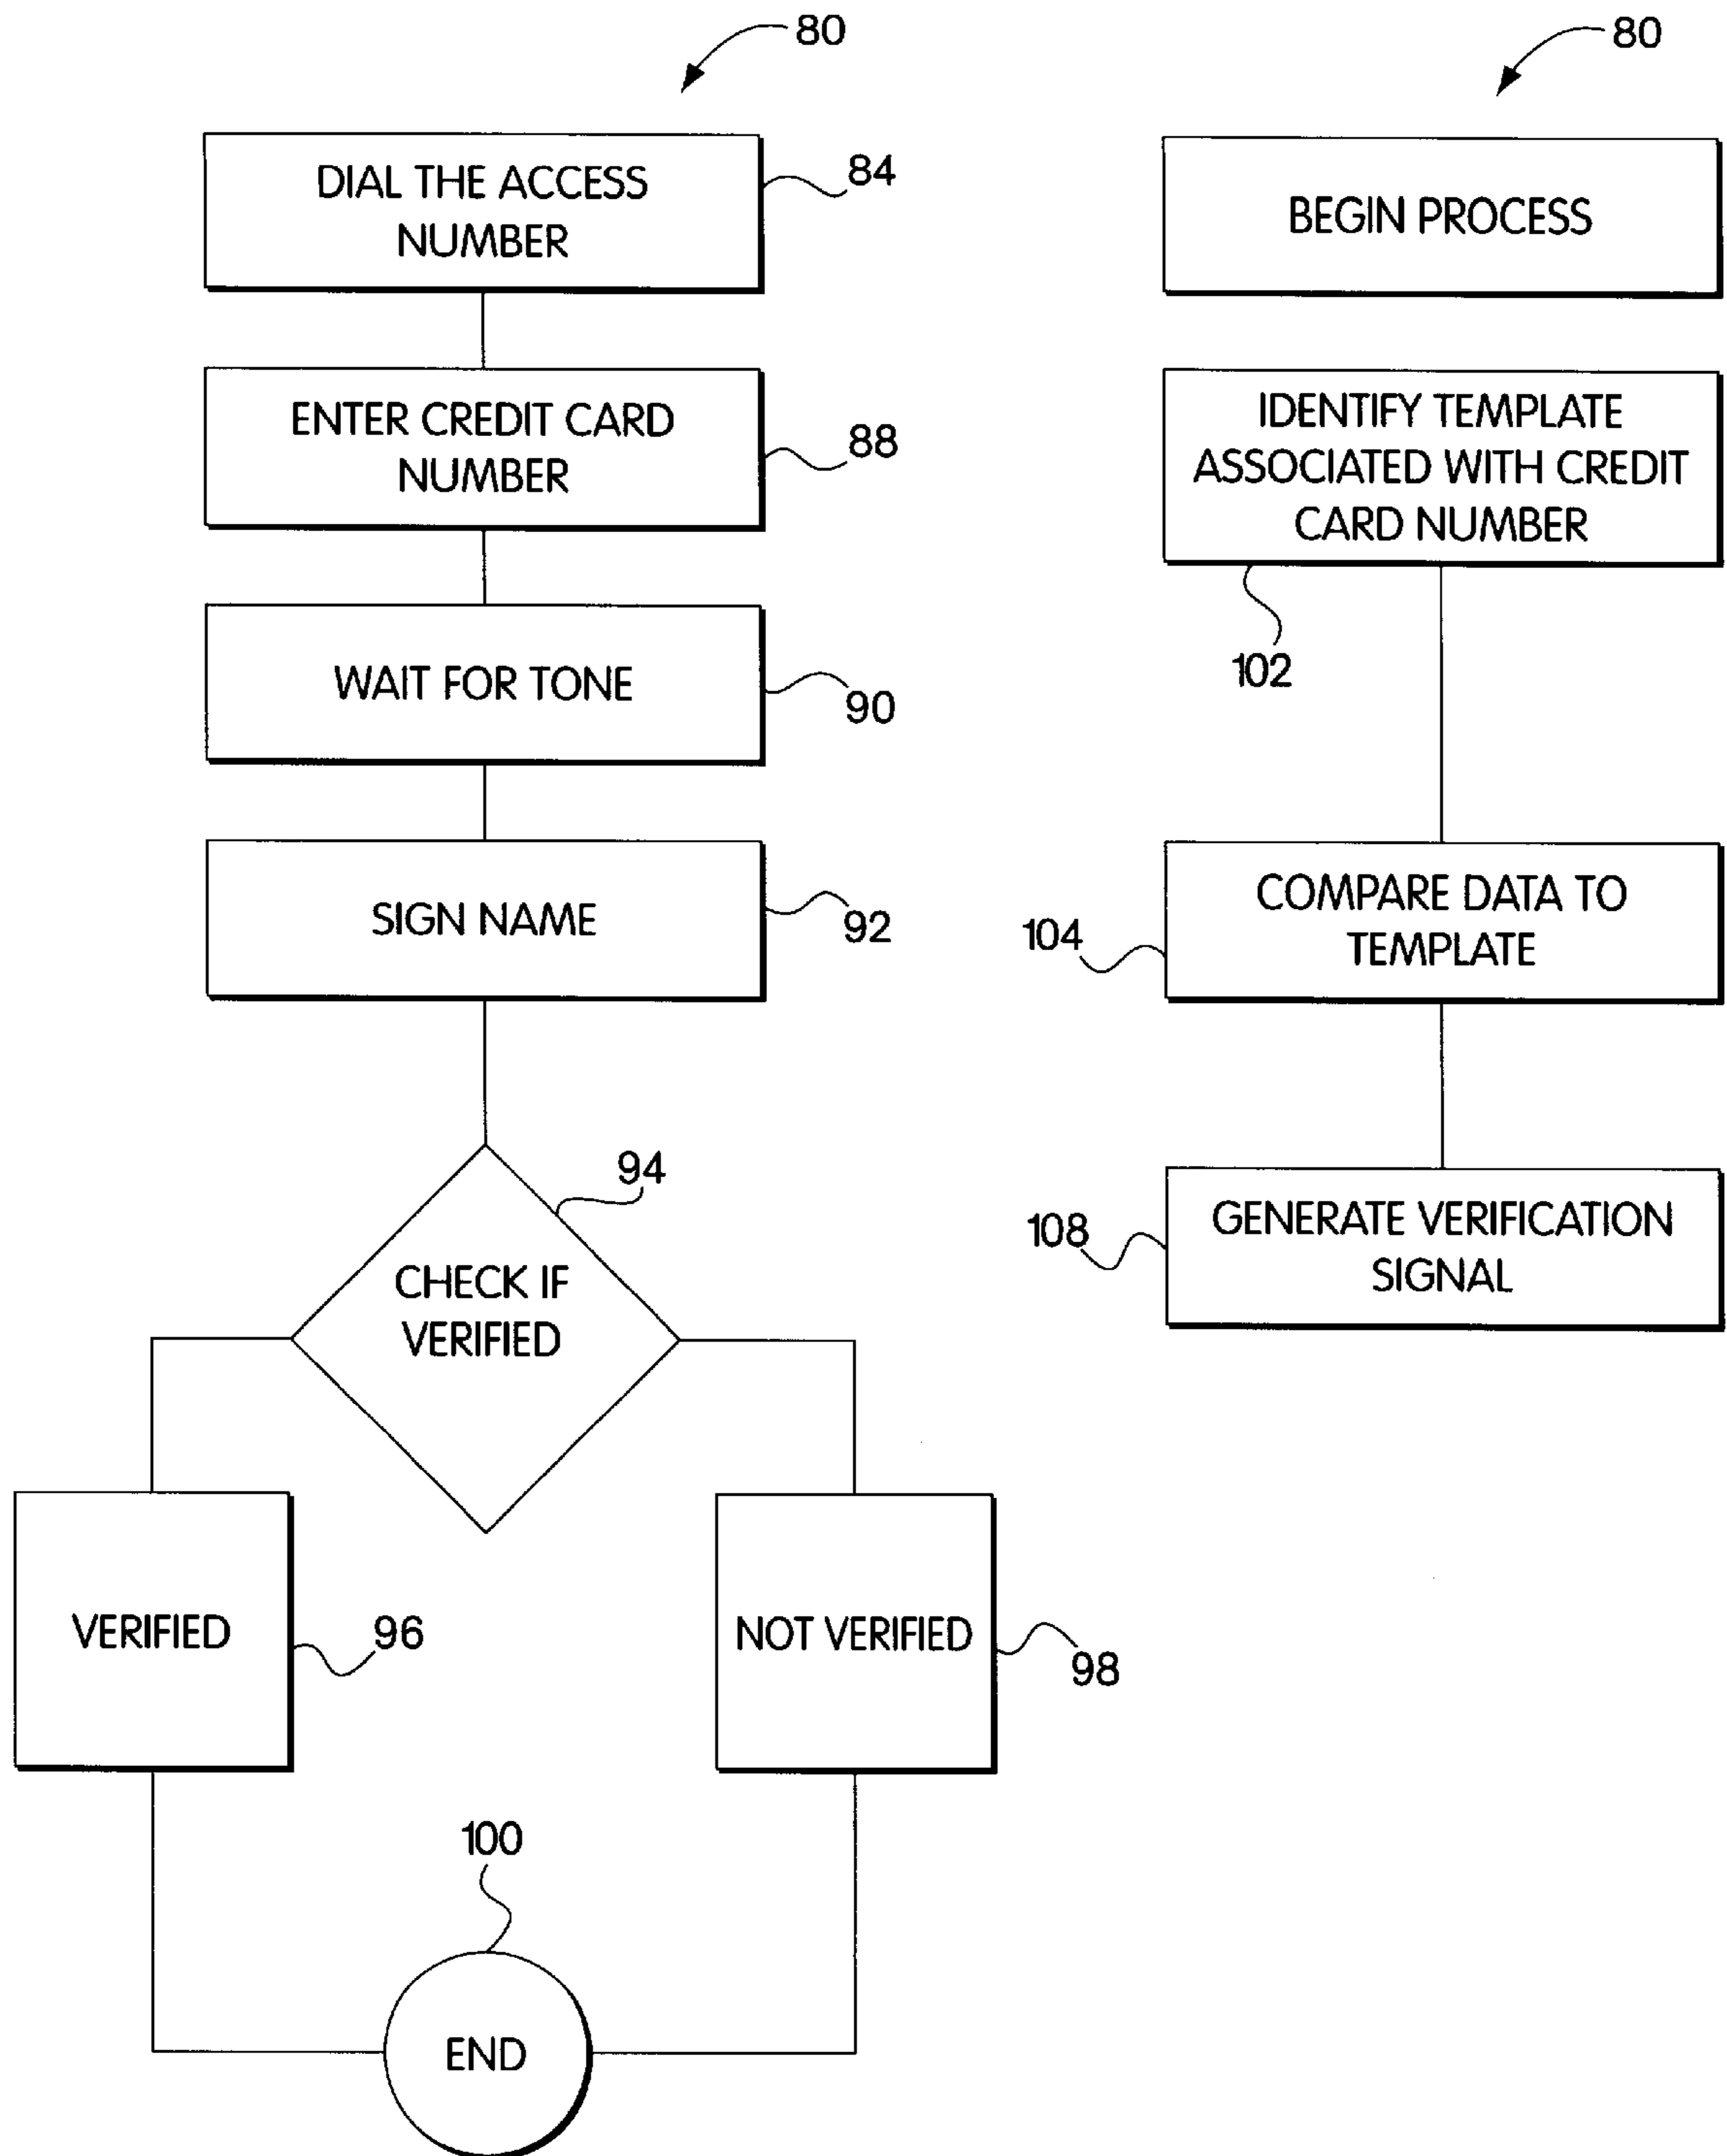 80
DIAL THE ACCESS
NUMBER
84
ENTER CREDIT CARD
NUMBER
88
WAIT FOR TONE
90
SIGN NAME
92
94
CHECK IF
VERIFIED
VERIFIED
96
NOT VERIFIED
98
100
END
80
BEGIN PROCESS
IDENTIFY TEMPLATE
ASSOCIATED WITH CREDIT
CARD NUMBER
102
COMPARE DATA TO
TEMPLATE
104
GENERATE VERIFICATION
SIGNAL
108